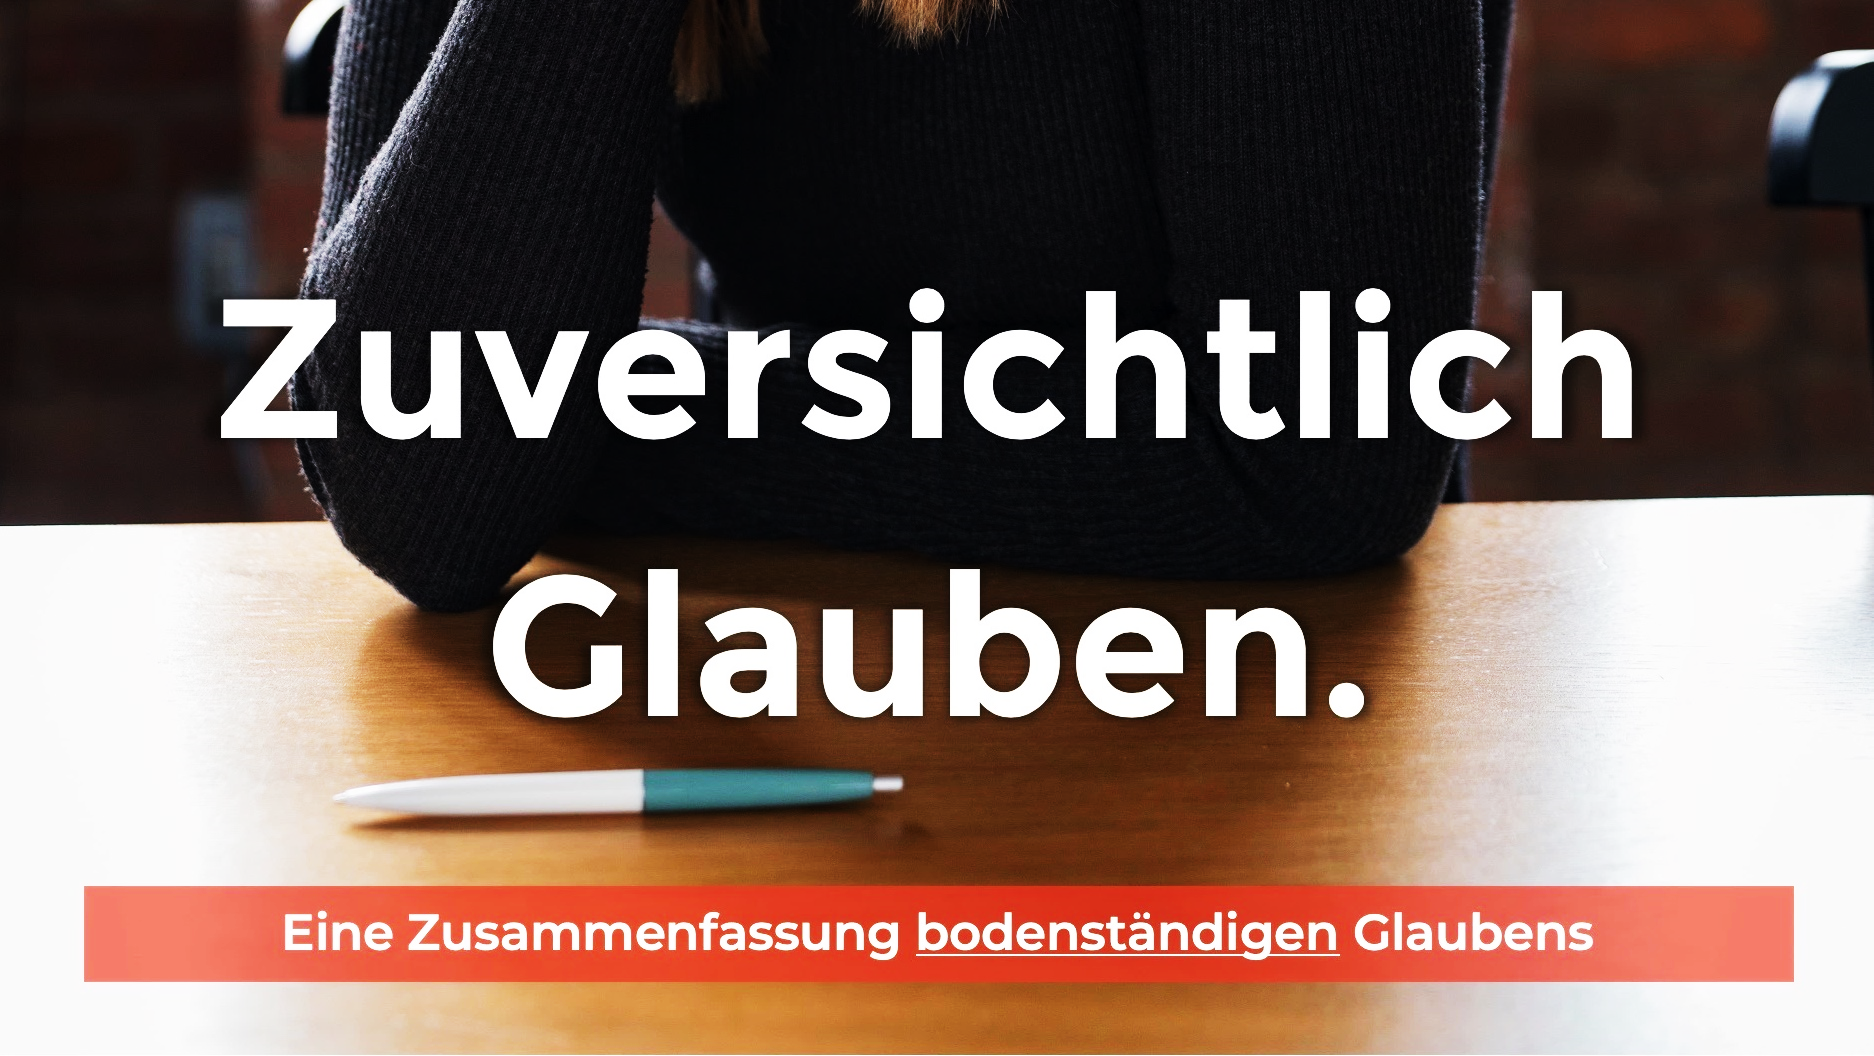 Zuversichtlich
Glauben.
Eine Zusammenfassung bodenständigen Glaubens